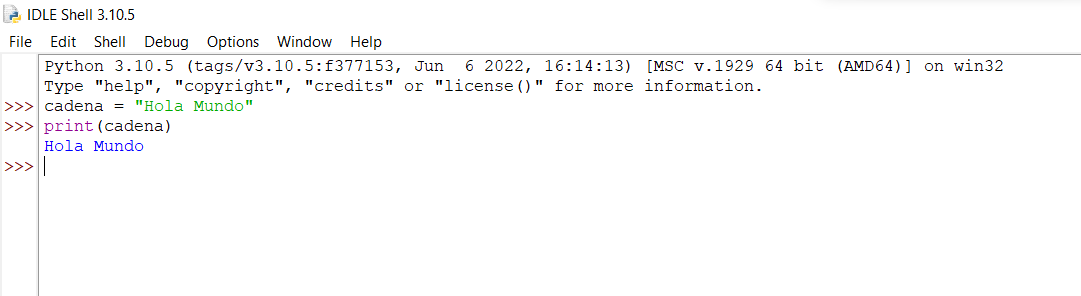 IDLE Shell 3.10.5
File Edit Shell Debug Options Window Help
Python 3.10.5 (tags/v3.10.5:f377153, Jun  6 2022, 16:14:13) [MSC v.1929 64 bit (AMD64)] on win32
Type "help", "copyright", "credits" or "license()" for more information.
>>> cadena = "Hola Mundo"
>>> print(cadena)
Hola Mundo
>>>